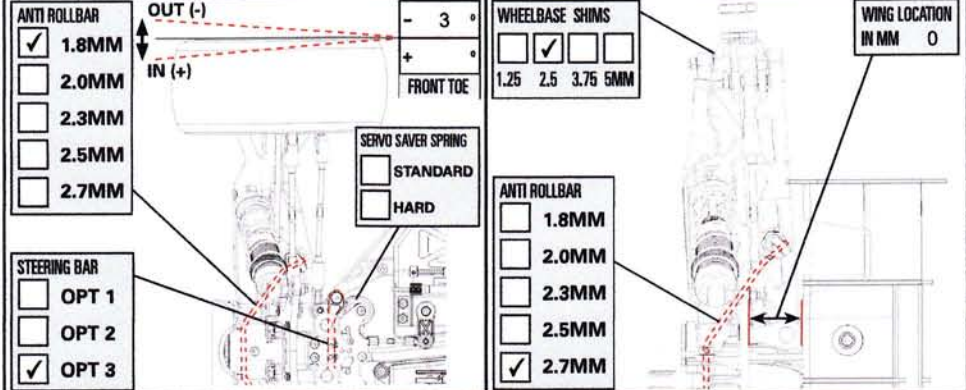 ANTI ROLLBAR
✓ 1.8MM
2.0MM
2.3MM
2.5MM
2.7MM
OUT (-)
IN (+)
- 3 °
+ °
FRONT TOE
SERVO SAVER SPRING
STANDARD
HARD
STEERING BAR
OPT 1
OPT 2
✓ OPT 3
WHEELBASE SHIMS
✓
1.25 2.5 3.75 5MM
WING LOCATION
IN MM 0
ANTI ROLLBAR
1.8MM
2.0MM
2.3MM
2.5MM
✓ 2.7MM